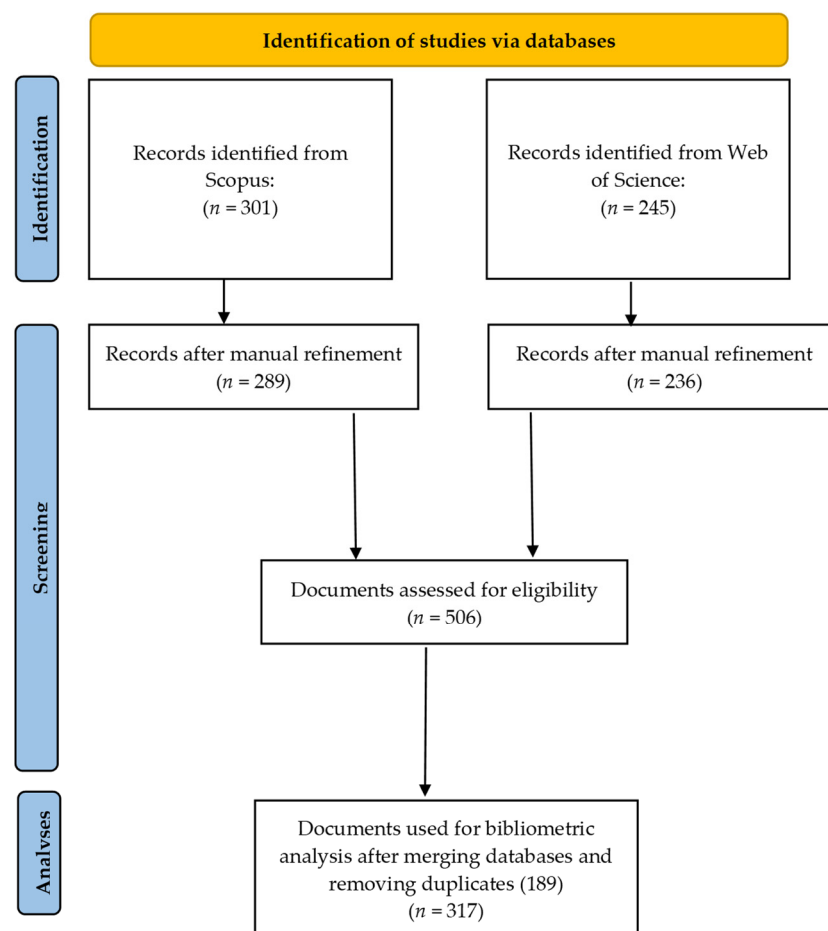 Identification of studies via databases
Identification
Records identified from
Scopus:
(n = 301)
Records identified from Web
of Science:
(n = 245)
Screening
Records after manual refinement
(n = 289)
Records after manual refinement
(n = 236)
Documents assessed for eligibility
(n = 506)
Analyses
Documents used for bibliometric
analysis after merging databases and
removing duplicates (189)
(n = 317)